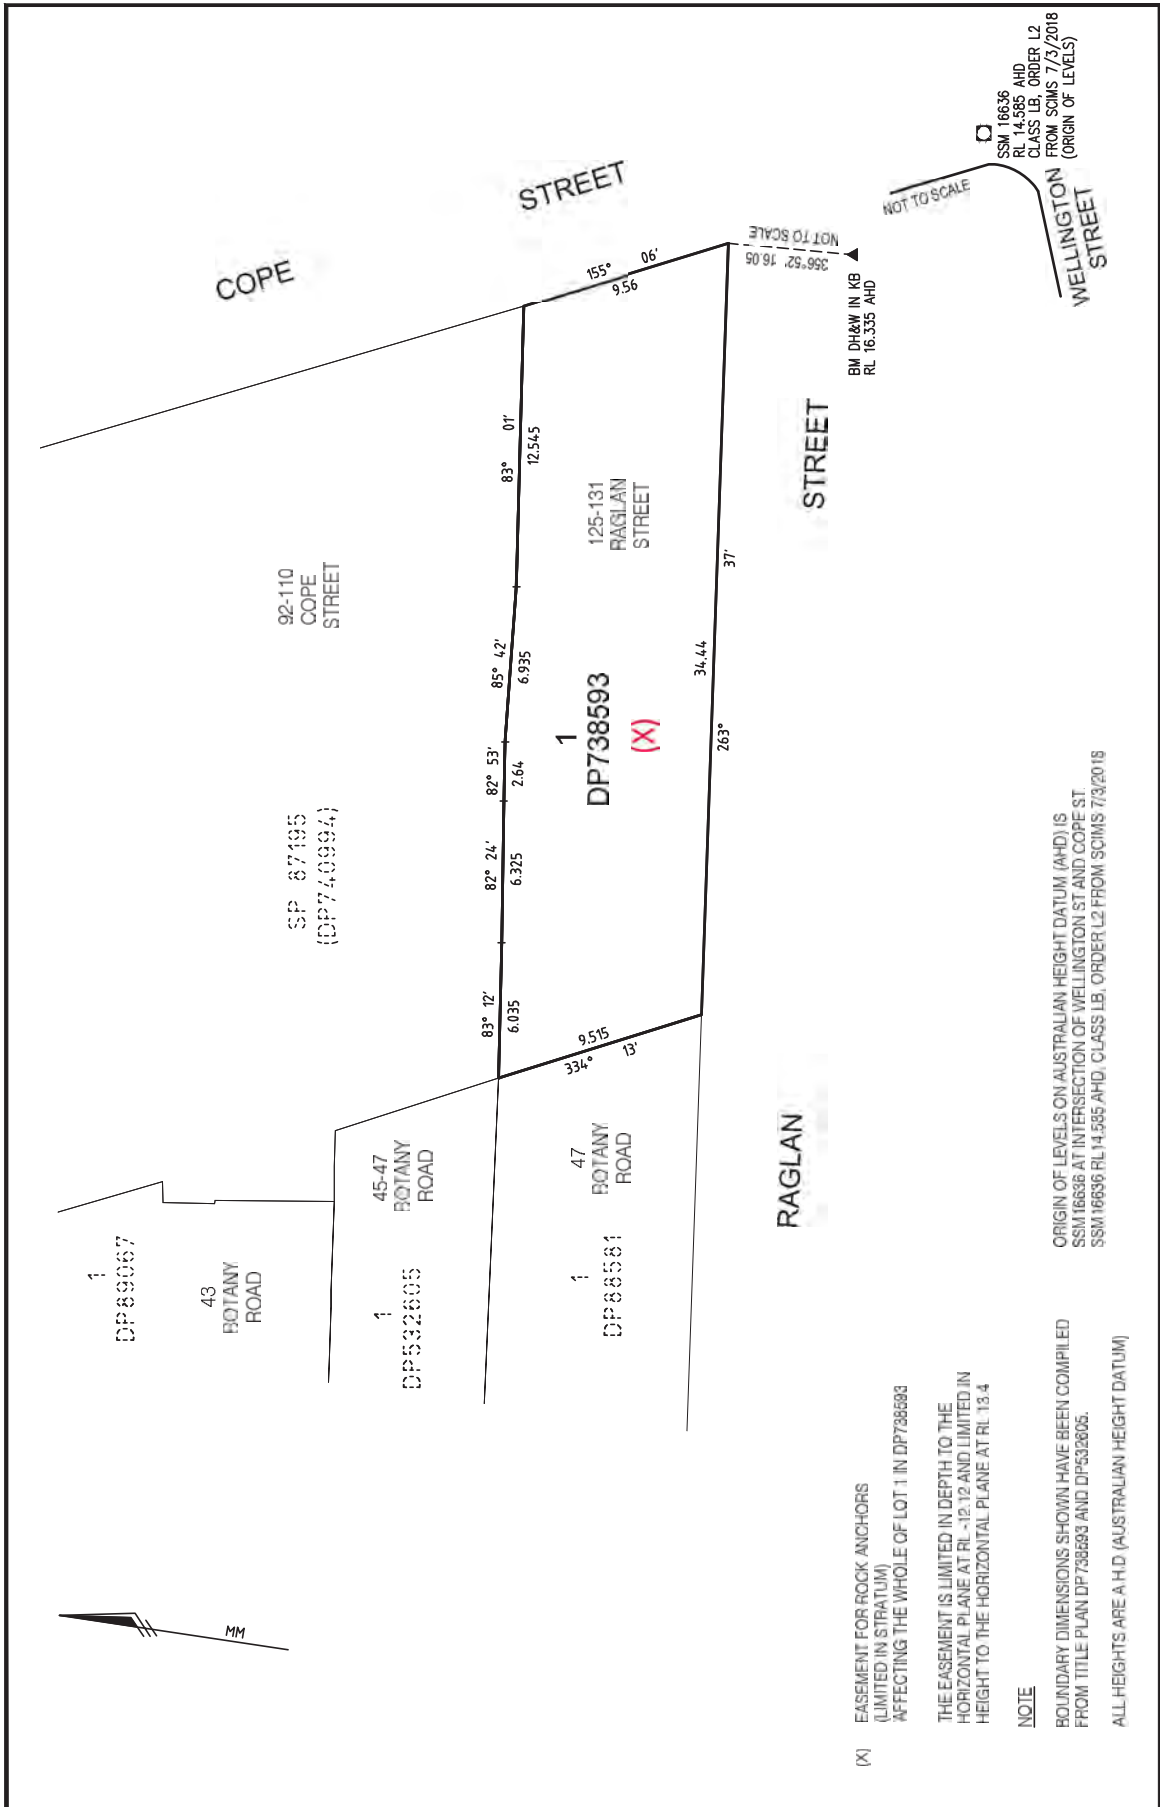 COPE
STREET
92-110
COPE
STREET
SP 87195
(DP740994)
1
DP89067
43
BOTANY
ROAD
45-47
BOTANY
ROAD
1
DP532605
47
BOTANY
ROAD
1
DP88581
83° 12'
6.035
82° 24'
6.325
82° 53'
2.64
85° 42'
6.935
83° 01'
12.545
155° 06'
9.56
334° 13'
9.515
263° 37'
34.44
1
DP738593
(X)
125-131
RAGLAN
STREET
RAGLAN STREET
356°52' 16.05
NOT TO SCALE
BM DH&W IN KB
RL 16.335 AHD
NOT TO SCALE
WELLINGTON
STREET
SSM 16636
RL 14.585 AHD
CLASS LB, ORDER L2
FROM SCIMS 7/3/2018
(ORIGIN OF LEVELS)
MM
(X) EASEMENT FOR ROCK ANCHORS
(LIMITED IN STRATUM)
AFFECTING THE WHOLE OF LOT 1 IN DP738593
THE EASEMENT IS LIMITED IN DEPTH TO THE
HORIZONTAL PLANE AT RL -12.12 AND LIMITED IN
HEIGHT TO THE HORIZONTAL PLANE AT RL 13.4
NOTE
BOUNDARY DIMENSIONS SHOWN HAVE BEEN COMPILED
FROM TITLE PLAN DP738593 AND DP532605.
ALL HEIGHTS ARE A.H.D (AUSTRALIAN HEIGHT DATUM)
ORIGIN OF LEVELS ON AUSTRALIAN HEIGHT DATUM (AHD) IS
SSM16636 AT INTERSECTION OF WELLINGTON ST AND COPE ST.
SSM16636 RL14.585 AHD, CLASS LB, ORDER L2 FROM SCIMS 7/3/2018